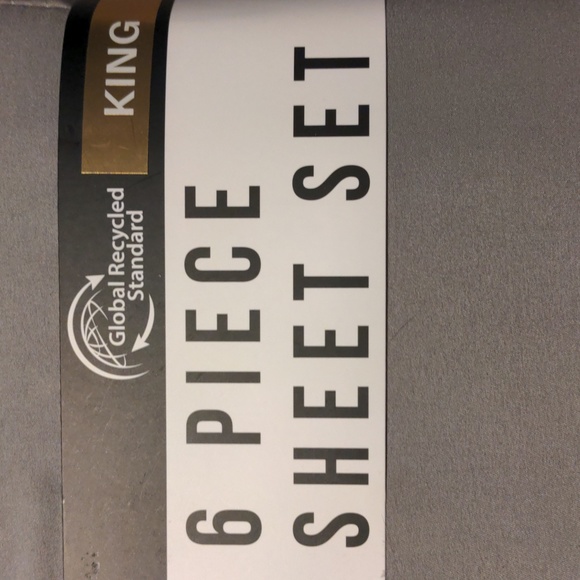 Global Recycled
Standard
KING
6 PIECE
SHEET SET